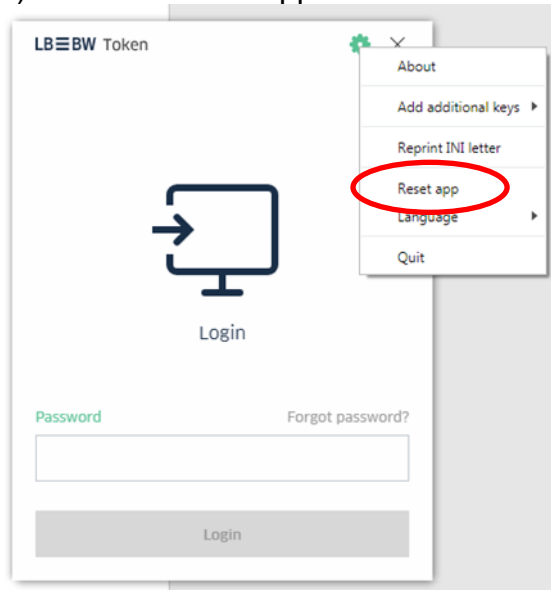 LB☰BW Token
About
Add additional keys
Reprint INI letter
Reset app
Language
Quit
Login
Password Forgot password?
Login